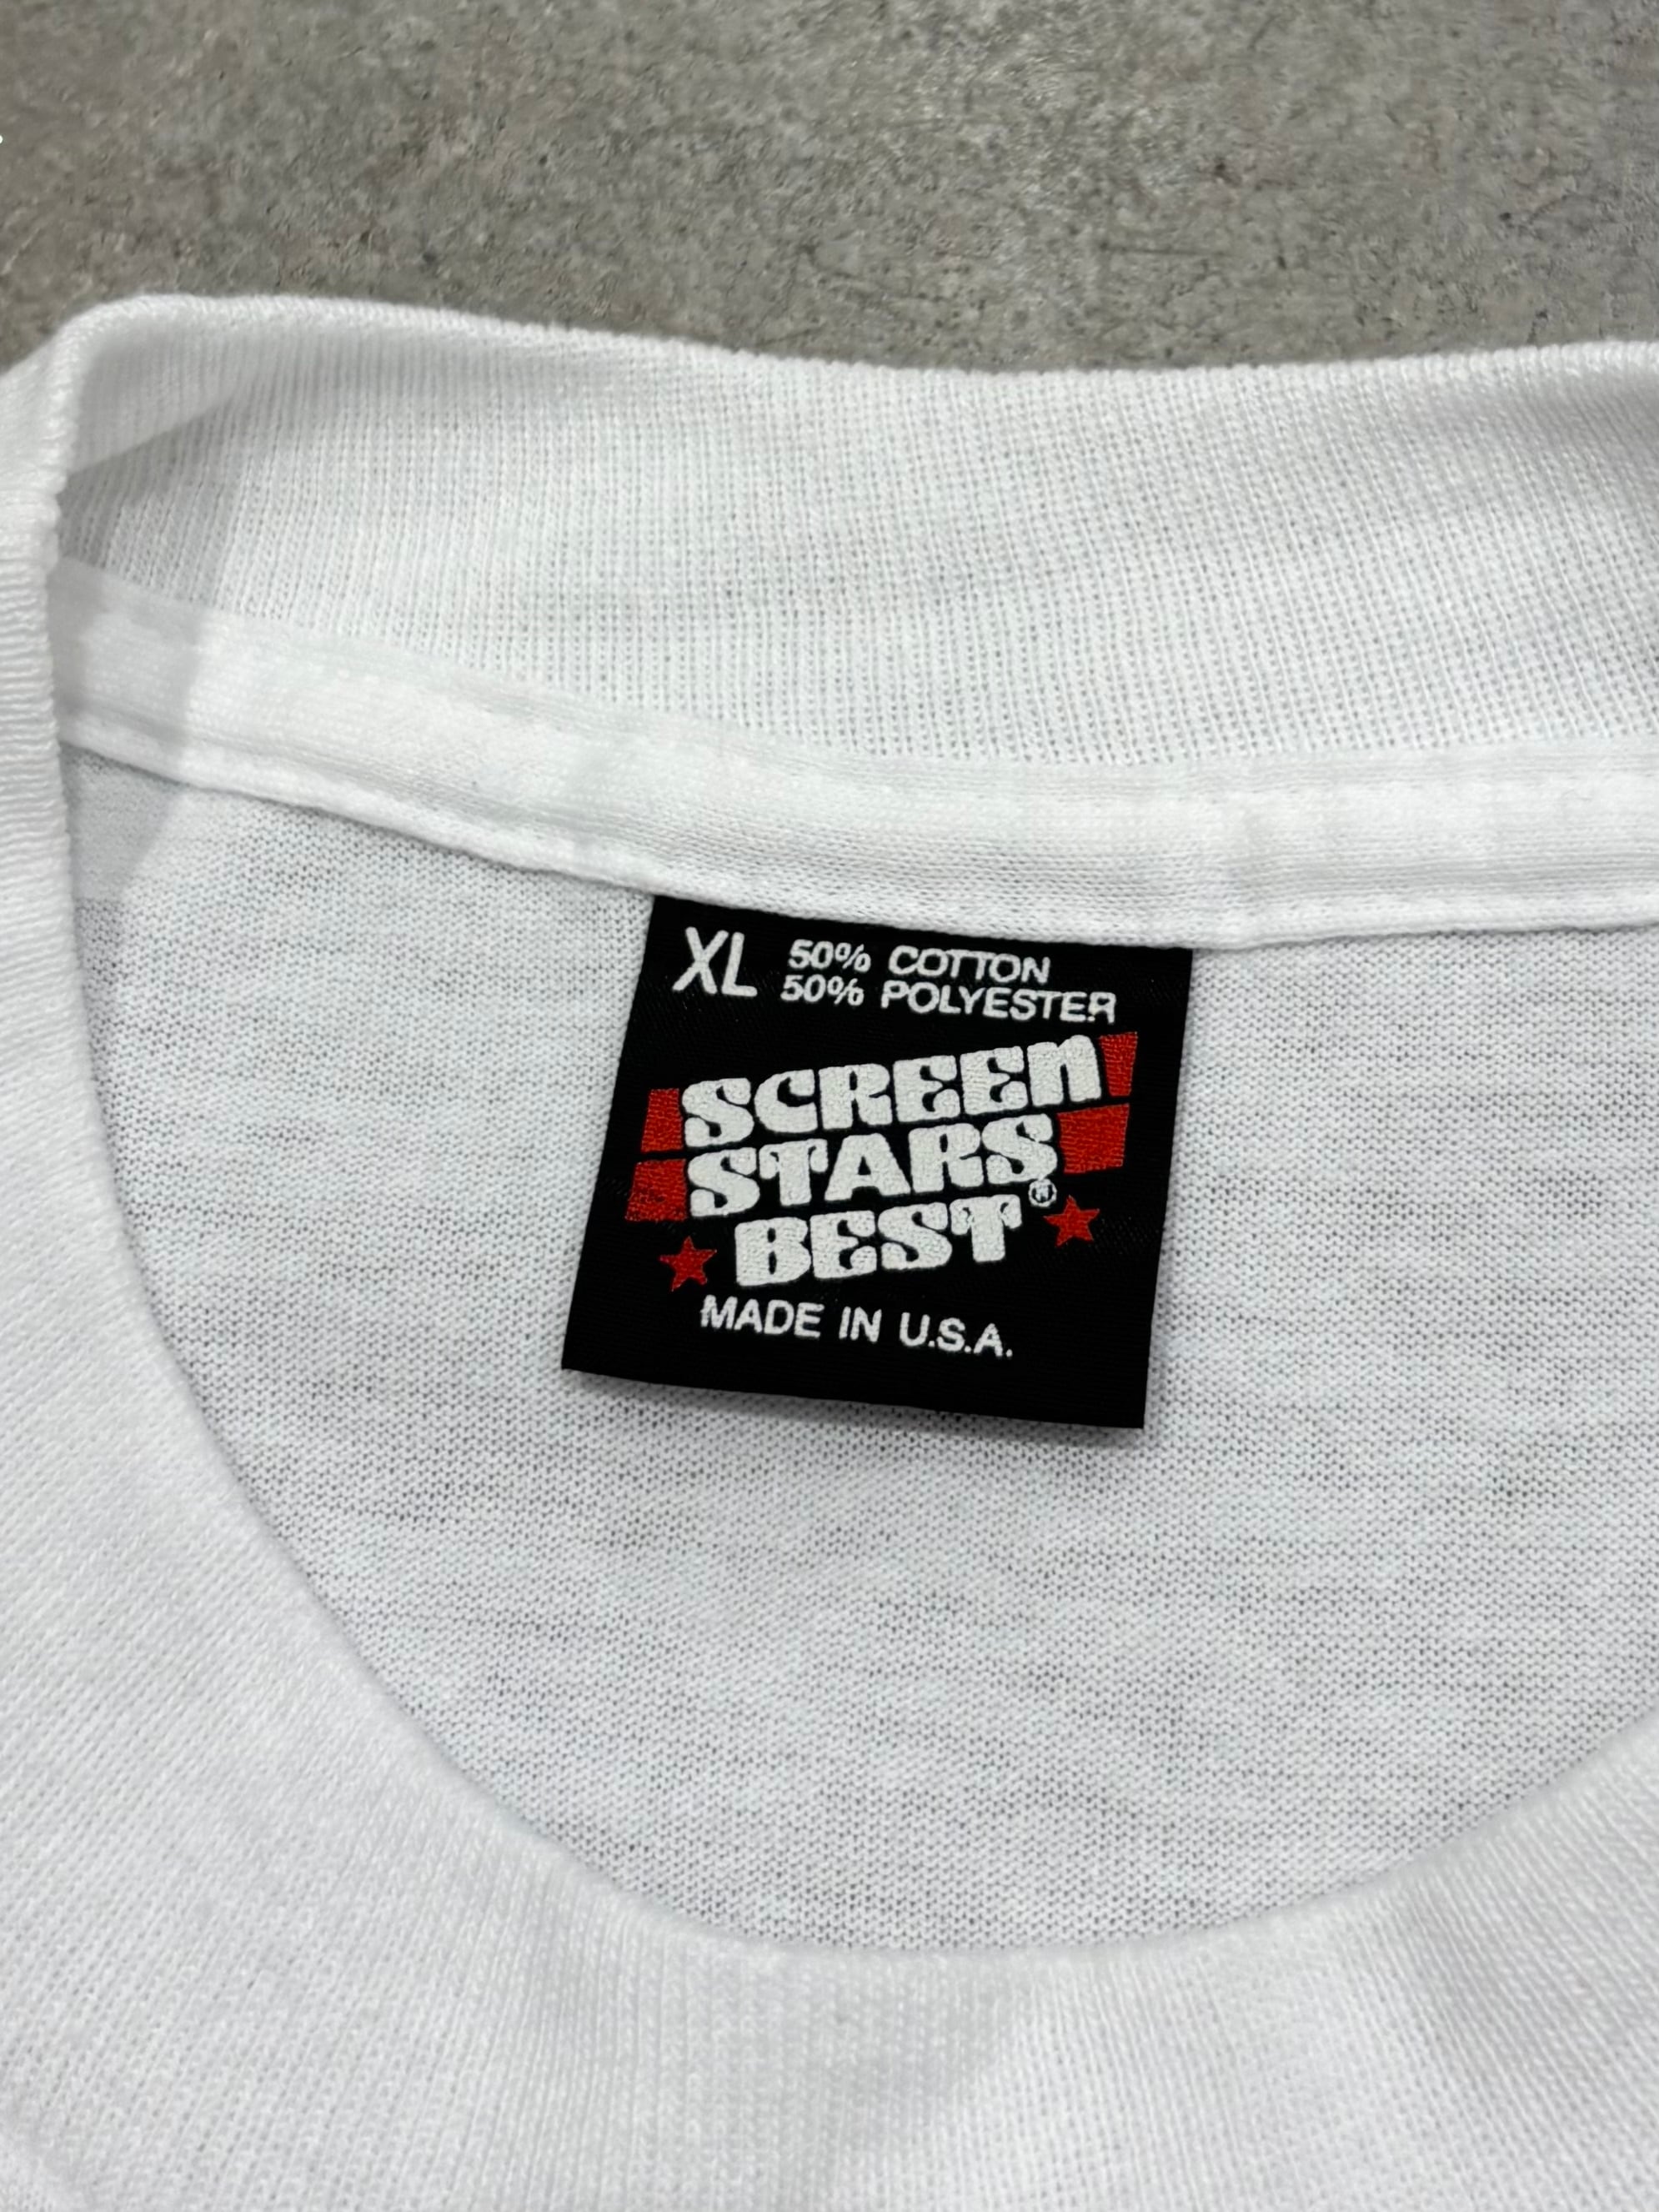 XL 50% COTTON
50% POLYESTER
SCREEN
STARS
BEST®
MADE IN U.S.A.